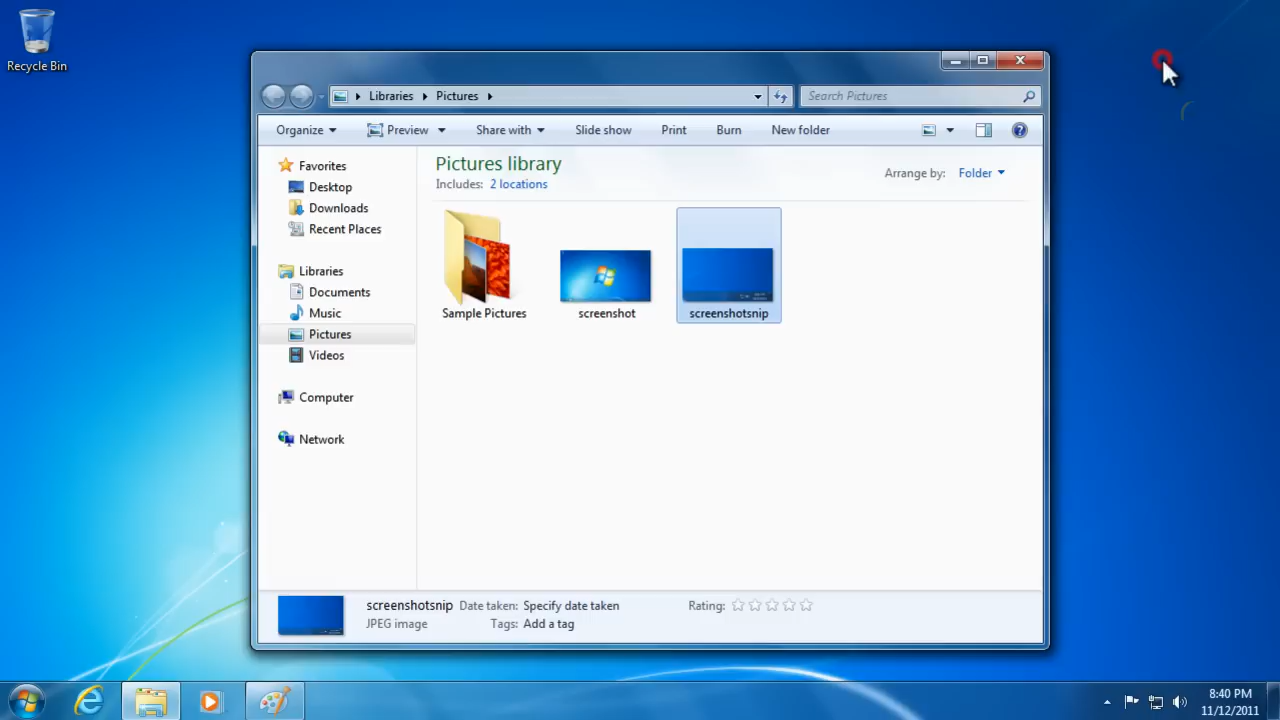 Recycle Bin
Libraries
Pictures
Search Pictures
Organize
Preview
Share with
Slide show
Print
Burn
New folder
Favorites
Desktop
Downloads
Recent Places
Libraries
Documents
Music
Pictures
Videos
Computer
Network
Pictures library
Includes: 2 locations
Arrange by: Folder
Sample Pictures
screenshot
screenshotsnip
screenshotsnip Date taken: Specify date taken Rating:
JPEG image Tags: Add a tag
8:40 PM
11/12/2011